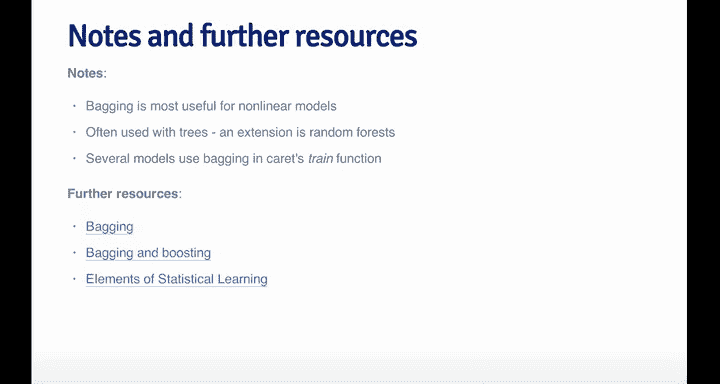 Notes and further resources
Notes:
· Bagging is most useful for nonlinear models
· Often used with trees - an extension is random forests
· Several models use bagging in caret's train function
Further resources:
· Bagging
· Bagging and boosting
· Elements of Statistical Learning